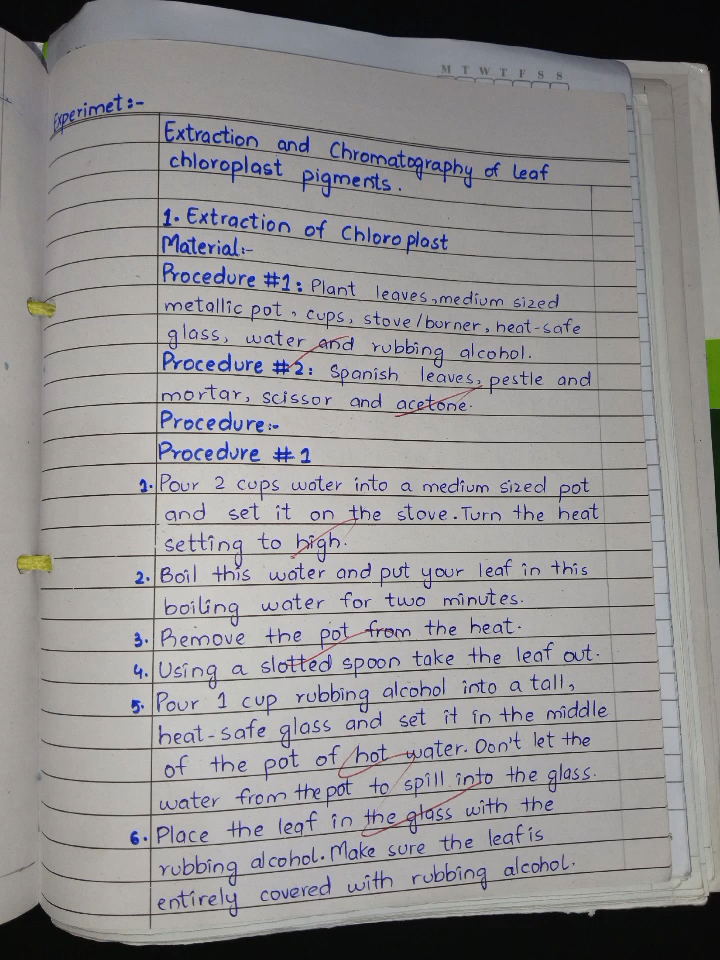 M T W T F S S
Experimet:-
Extraction and Chromatography of leaf
chloroplast pigments.
1. Extraction of Chloroplast
Material:-
Procedure #1: Plant leaves, medium sized
metallic pot, cups, stove/burner, heat-safe
glass, water and rubbing alcohol.
Procedure #2: Spanish leaves, pestle and
mortar, scissor and acetone.
Procedure:-
Procedure #1
1. Pour 2 cups water into a medium sized pot
and set it on the stove. Turn the heat
setting to high.
2. Boil this water and put your leaf in this
boiling water for two minutes.
3. Remove the pot from the heat.
4. Using a slotted spoon take the leaf out.
5. Pour 1 cup rubbing alcohol into a tall,
heat-safe glass and set it in the middle
of the pot of hot water. Don't let the
water from the pot to spill into the glass.
6. Place the leaf in the glass with the
rubbing alcohol. Make sure the leaf is
entirely covered with rubbing alcohol.